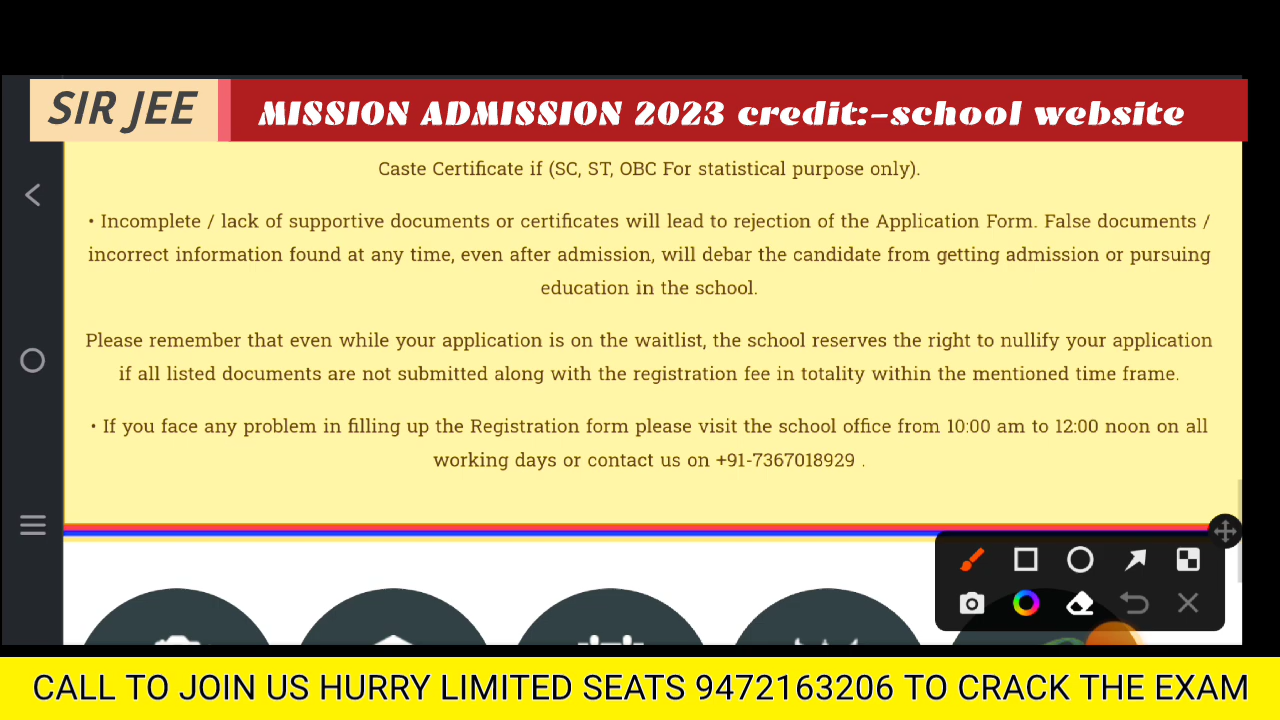 SIR JEE
MISSION ADMISSION 2023 credit:-school website
Caste Certificate if (SC, ST, OBC For statistical purpose only).
• Incomplete / lack of supportive documents or certificates will lead to rejection of the Application Form. False documents /
incorrect information found at any time, even after admission, will debar the candidate from getting admission or pursuing
education in the school.
Please remember that even while your application is on the waitlist, the school reserves the right to nullify your application
if all listed documents are not submitted along with the registration fee in totality within the mentioned time frame.
• If you face any problem in filling up the Registration form please visit the school office from 10:00 am to 12:00 noon on all
working days or contact us on +91-7367018929 .
CALL TO JOIN US HURRY LIMITED SEATS 9472163206 TO CRACK THE EXAM